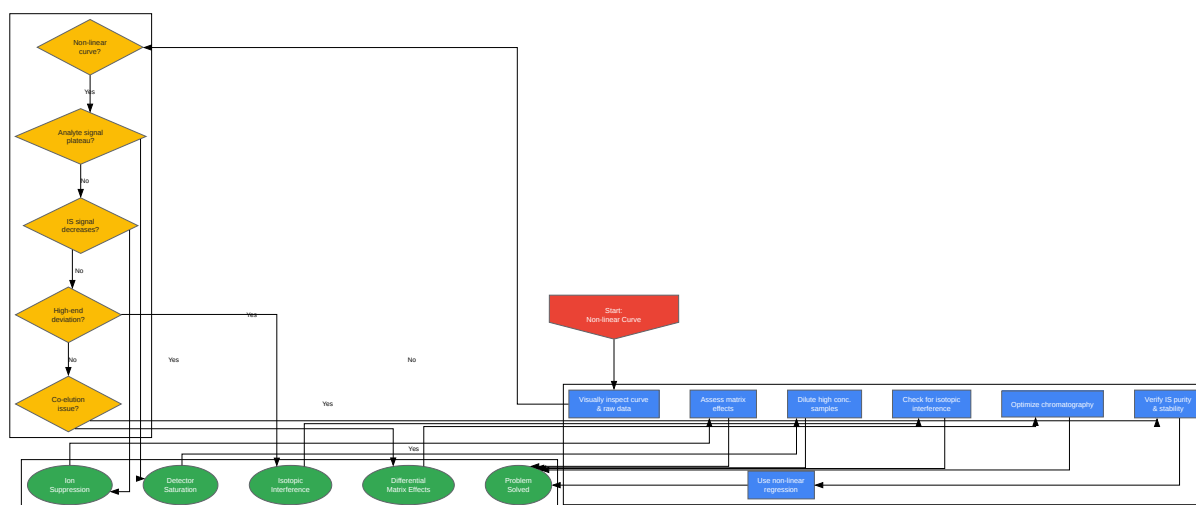 Non-linear
curve?
Yes
Analyte signal
plateau?
No
IS signal
decreases?
No
High-end
deviation?
Yes
No
Yes
No
Co-elution
issue?
Yes
Yes
Start:
Non-linear Curve
Visually inspect curve
& raw data
Assess matrix
effects
Dilute high conc.
samples
Check for isotopic
interference
Optimize chromatography
Verify IS purity
& stability
Ion
Suppression
Detector
Saturation
Isotopic
Interference
Differential
Matrix Effects
Problem
Solved
Use non-linear
regression